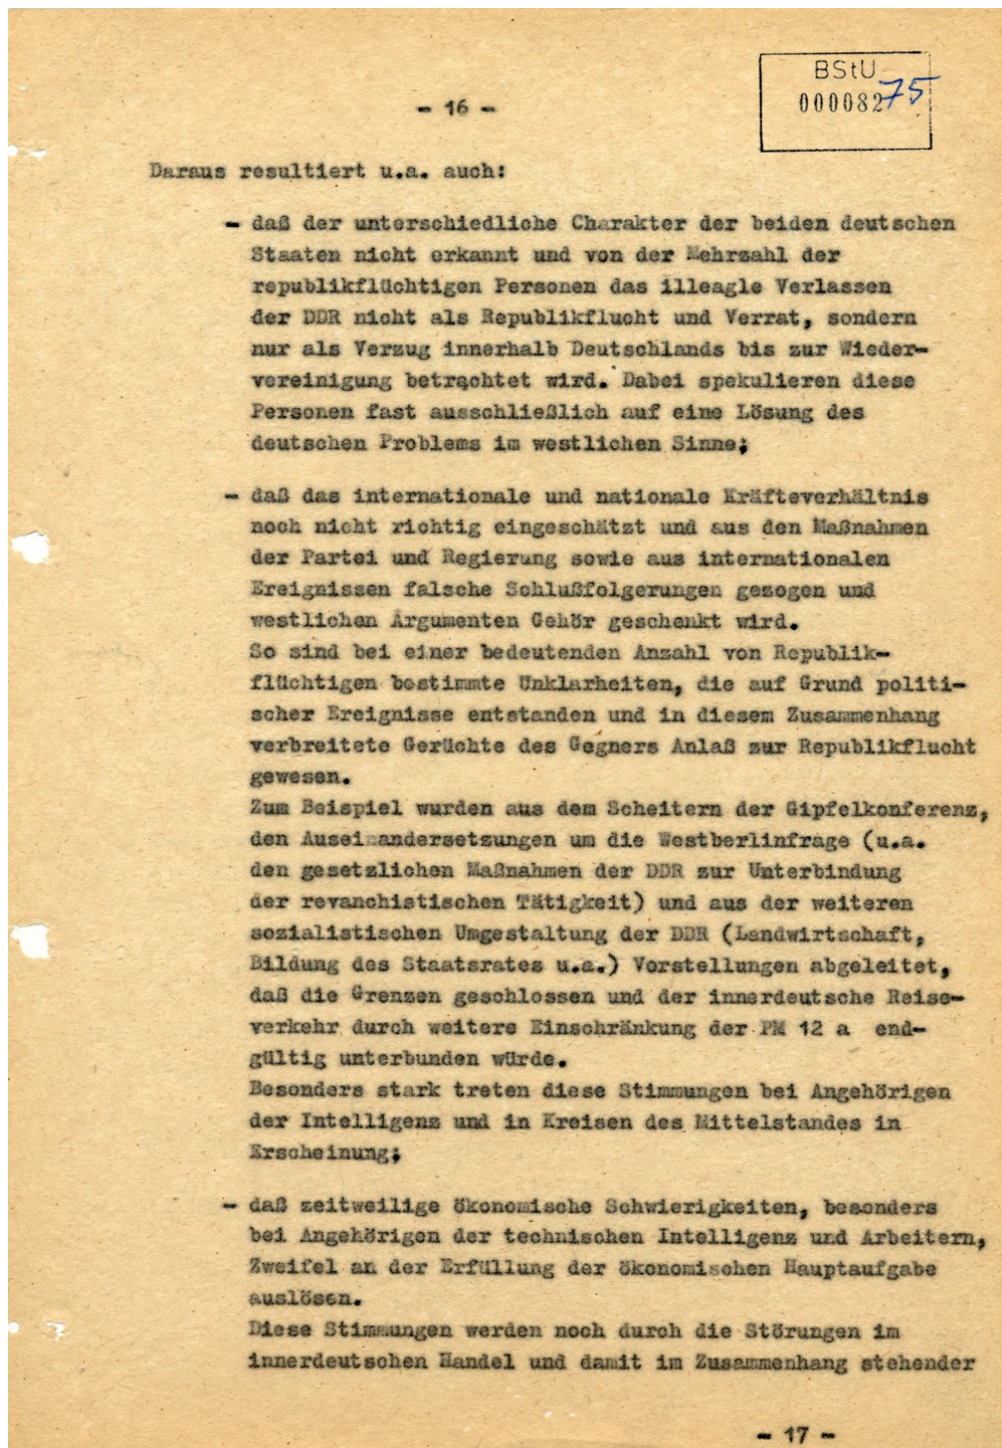 BStU
000082 75
- 16 -
Daraus resultiert u.a. auch:
- daß der unterschiedliche Charakter der beiden deutschen
Staaten nicht erkannt und von der Mehrzahl der
republikflüchtigen Personen das illeagle Verlassen
der DDR nicht als Republikflucht und Verrat, sondern
nur als Verzug innerhalb Deutschlands bis zur Wieder-
vereinigung betrachtet wird. Dabei spekulieren diese
Personen fast ausschließlich auf eine Lösung des
deutschen Problems im westlichen Sinne;
- daß das internationale und nationale Kräfteverhältnis
noch nicht richtig eingeschätzt und aus den Maßnahmen
der Partei und Regierung sowie aus internationalen
Ereignissen falsche Schlußfolgerungen gezogen und
westlichen Argumenten Gehör geschenkt wird.
So sind bei einer bedeutenden Anzahl von Republik-
flüchtigen bestimmte Unklarheiten, die auf Grund politi-
scher Ereignisse entstanden und in diesem Zusammenhang
verbreitete Gerüchte des Gegners Anlaß zur Republikflucht
gewesen.
Zum Beispiel wurden aus dem Scheitern der Gipfelkonferenz,
den Auseinandersetzungen um die Westberlinfrage (u.a.
den gesetzlichen Maßnahmen der DDR zur Unterbindung
der revanchistischen Tätigkeit) und aus der weiteren
sozialistischen Umgestaltung der DDR (Landwirtschaft,
Bildung des Staatsrates u.a.) Vorstellungen abgeleitet,
daß die Grenzen geschlossen und der innerdeutsche Reise-
verkehr durch weitere Einschränkung der PM 12 a end-
gültig unterbunden würde.
Besonders stark treten diese Stimmungen bei Angehörigen
der Intelligenz und in Kreisen des Mittelstandes in
Erscheinung;
- daß zeitweilige ökonomische Schwierigkeiten, besonders
bei Angehörigen der technischen Intelligenz und Arbeitern,
Zweifel an der Erfüllung der ökonomischen Hauptaufgabe
auslösen.
Diese Stimmungen werden noch durch die Störungen im
innerdeutschen Handel und damit im Zusammenhang stehender
- 17 -